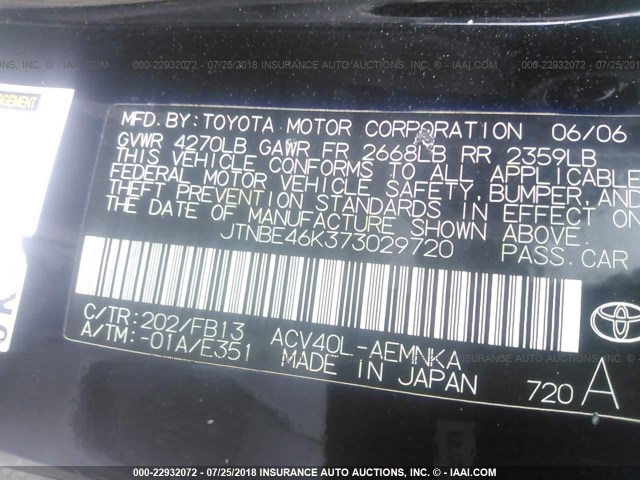 000-22932072 / 07/25/2018 INSURANCE AUTO AUCTIONS, INC. © - IAAI.COM
MFD. BY: TOYOTA MOTOR CORPORATION 06/06
GVWR 4270LB GAWR FR 2668LB RR 2359LB
THIS VEHICLE CONFORMS TO ALL APPLICABLE
FEDERAL MOTOR VEHICLE SAFETY, BUMPER, AND
THEFT PREVENTION STANDARDS IN EFFECT ON
THE DATE OF MANUFACTURE SHOWN ABOVE.
JTNBE46K373029720 PASS. CAR
C/TR: 202/FB13 ACV40L-AEMNKA
A/TM: -01A/E351 MADE IN JAPAN 720 A
000-22932072 / 07/25/2018 INSURANCE AUTO AUCTIONS, INC. © - IAAI.COM